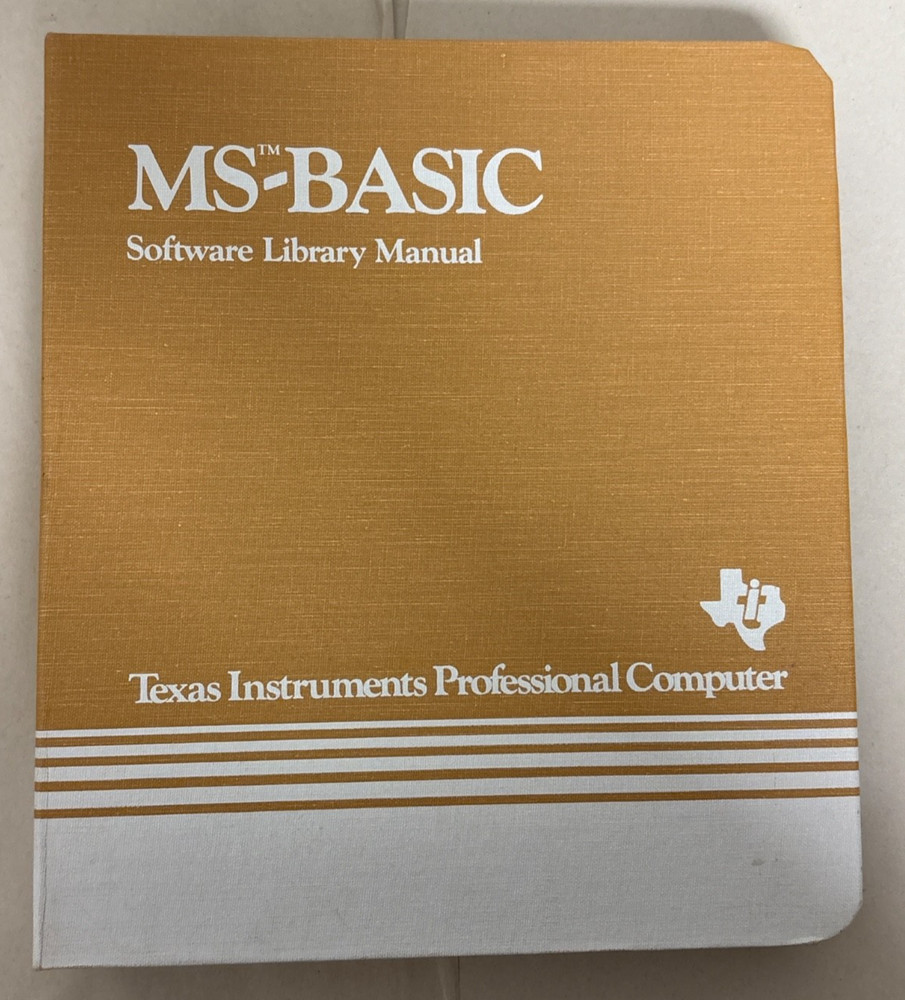 MS™-BASIC
Software Library Manual
Texas Instruments Professional Computer